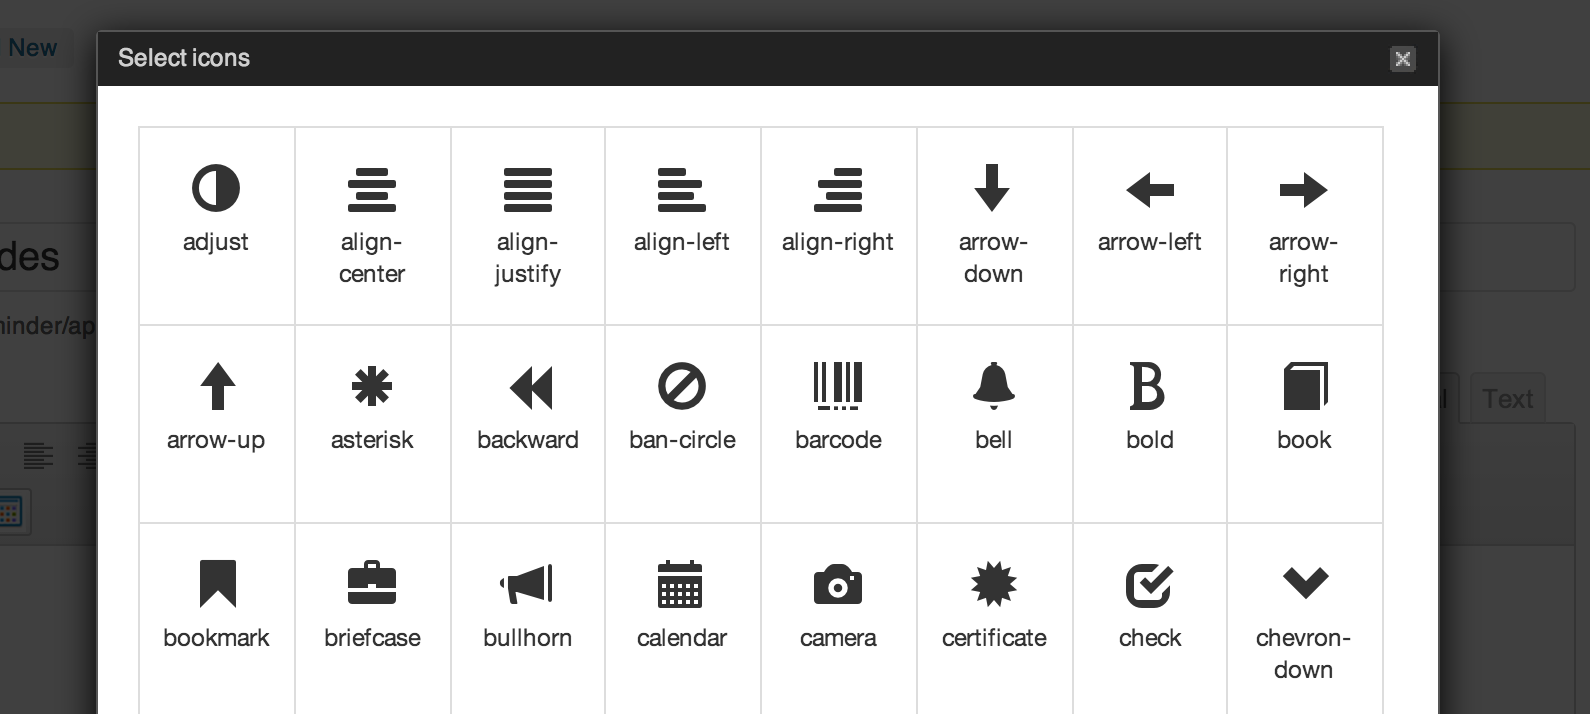 New
Select icons
des
inder/ap
Text
adjust
align-
center
align-
justify
align-left
align-right
arrow-
down
arrow-left
arrow-
right
arrow-up
asterisk
backward
ban-circle
barcode
bell
B
bold
book
bookmark
briefcase
bullhorn
calendar
camera
certificate
check
chevron-
down